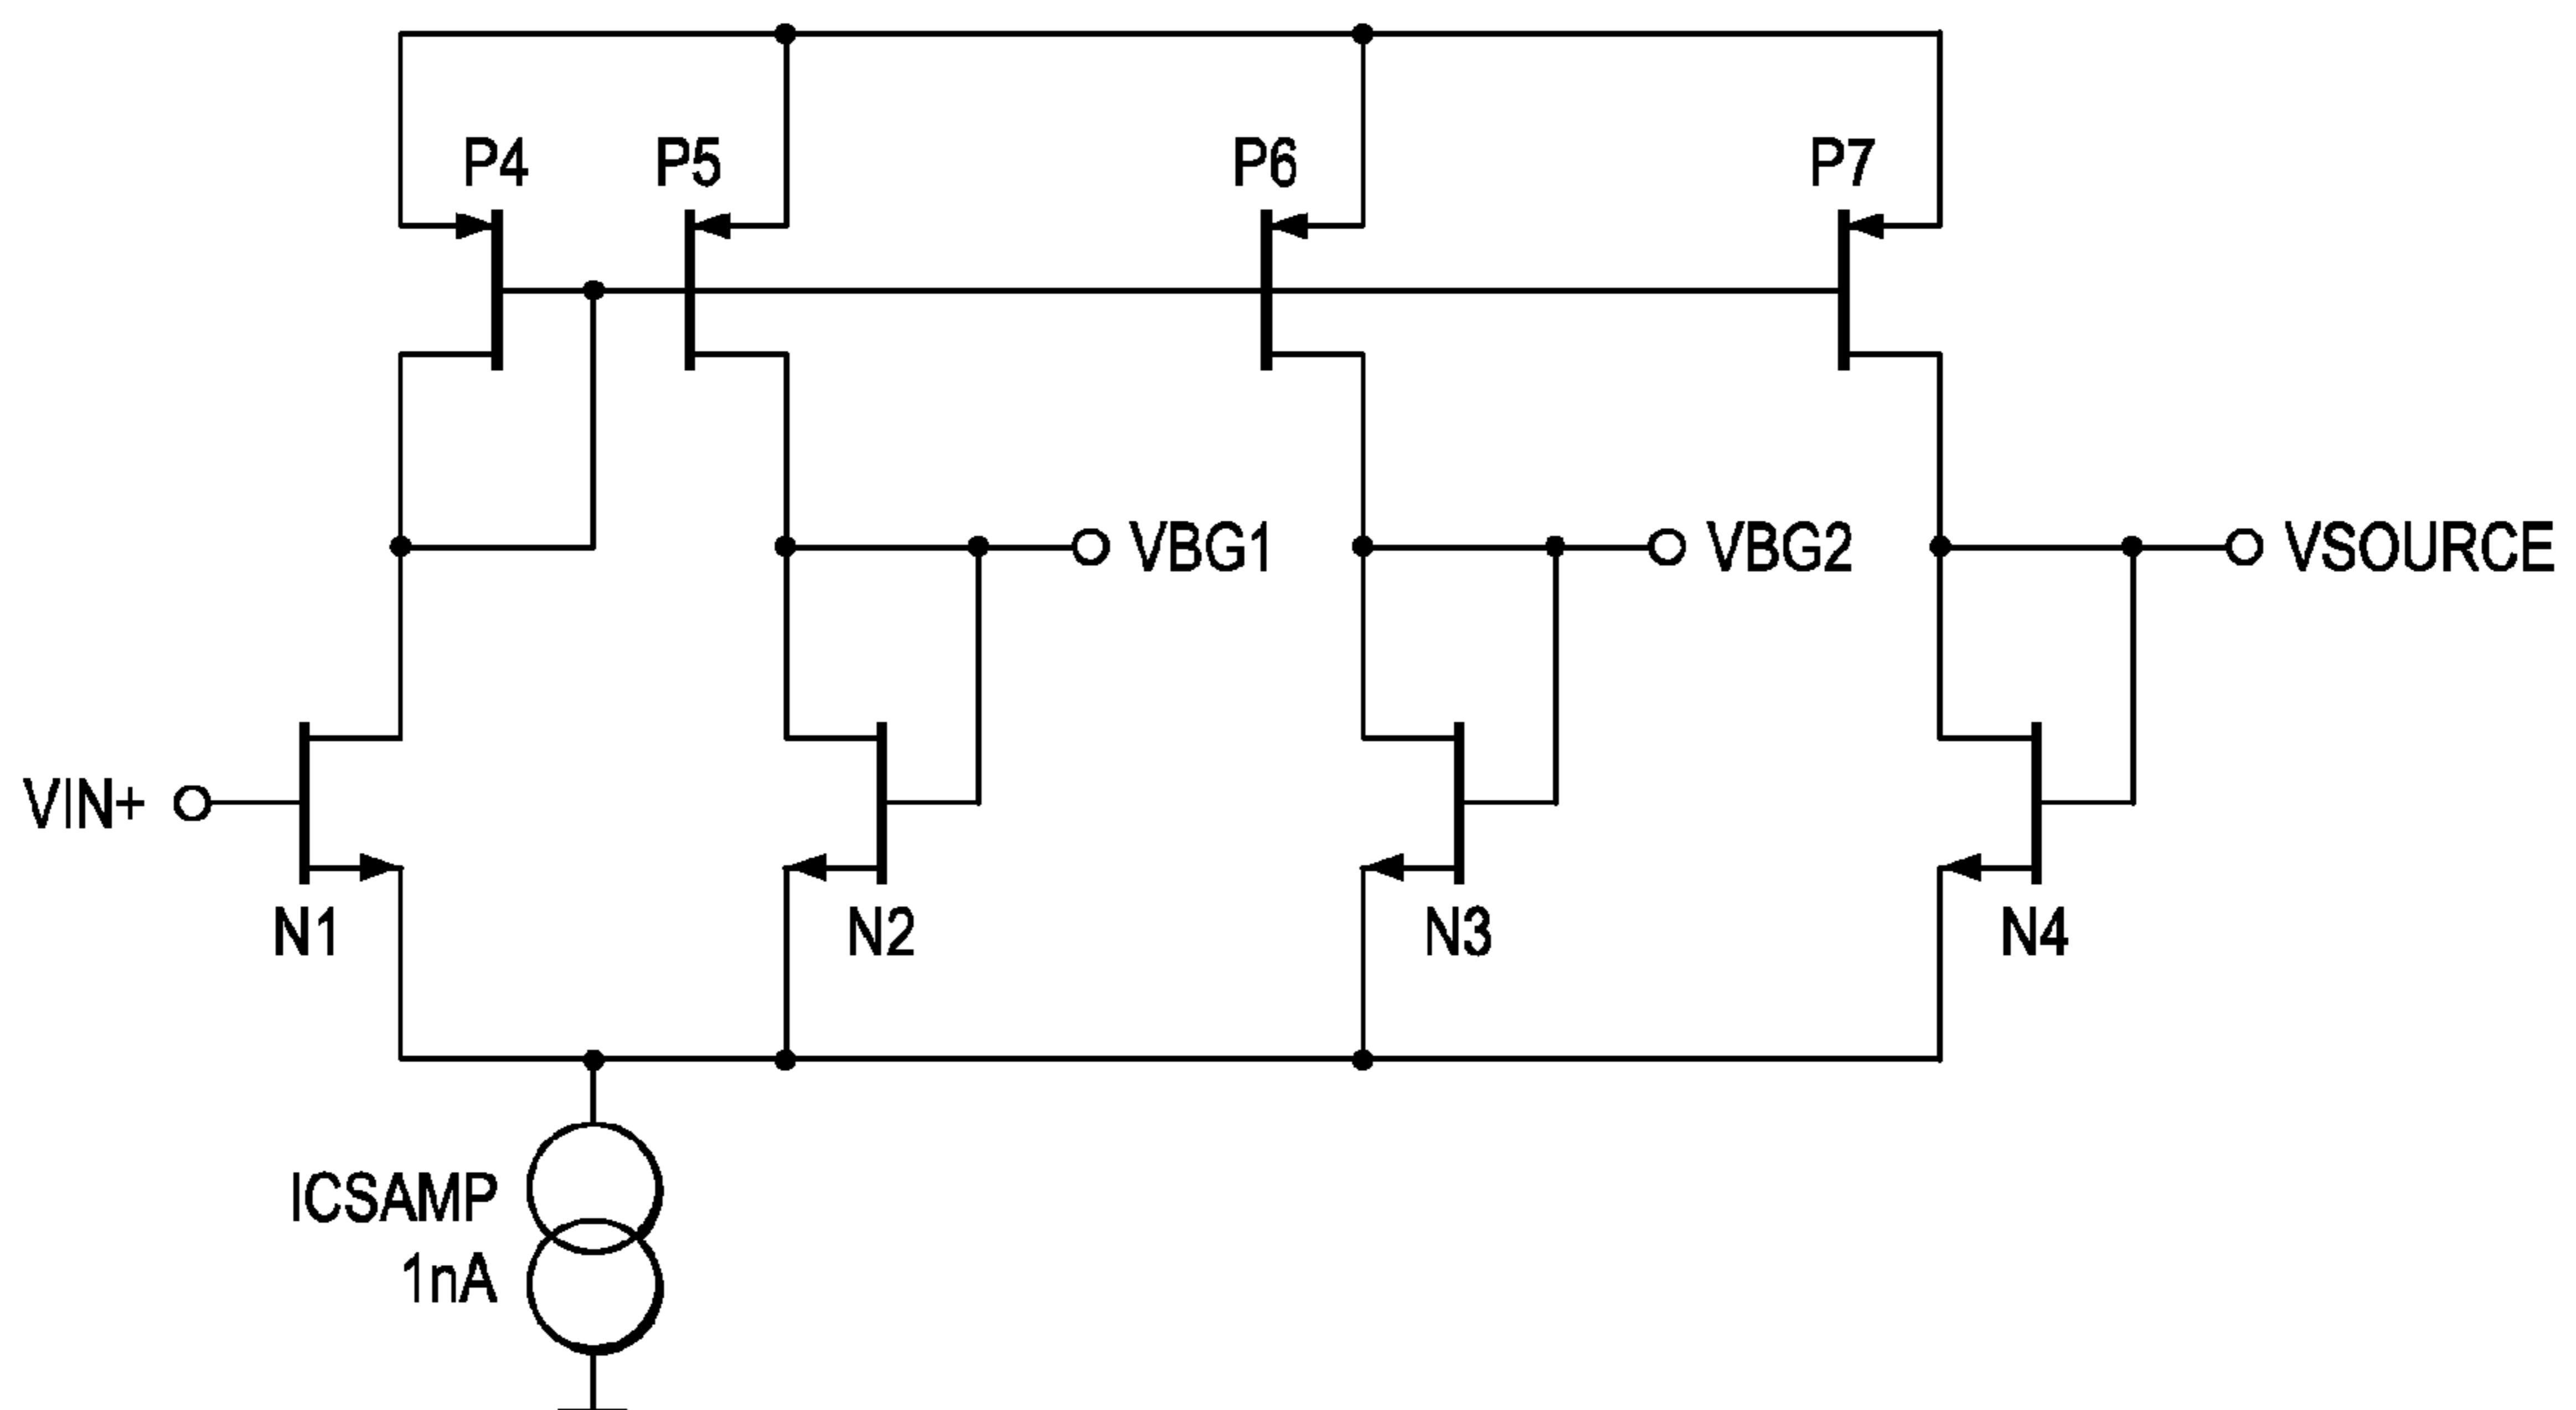 P4
P5
P6
P7
VBG1
VBG2
VSOURCE
VIN+
N1
N2
N3
N4
ICSAMP
1nA